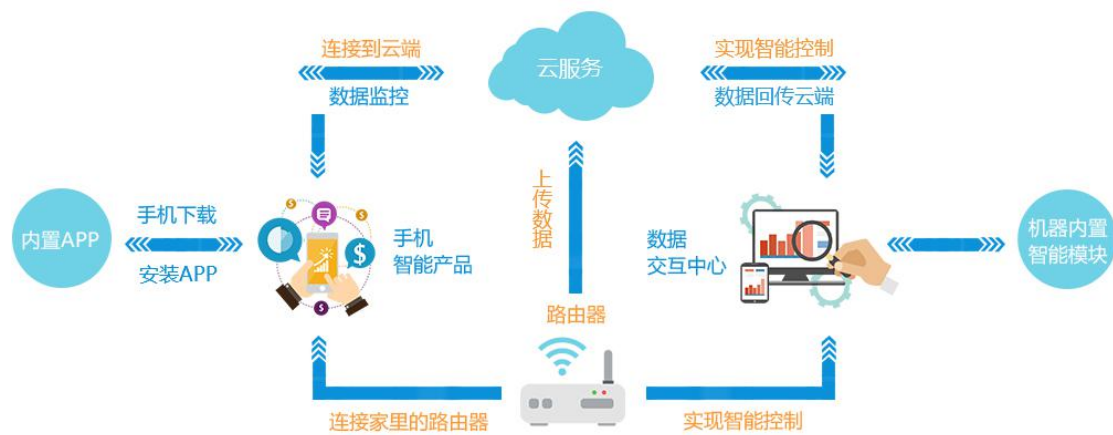 连接到云端
数据监控
云服务
实现智能控制
数据回传云端
内置APP
手机下载
安装APP
手机
智能产品
上传数据
数据
交互中心
机器内置
智能模块
路由器
连接家里的路由器
实现智能控制